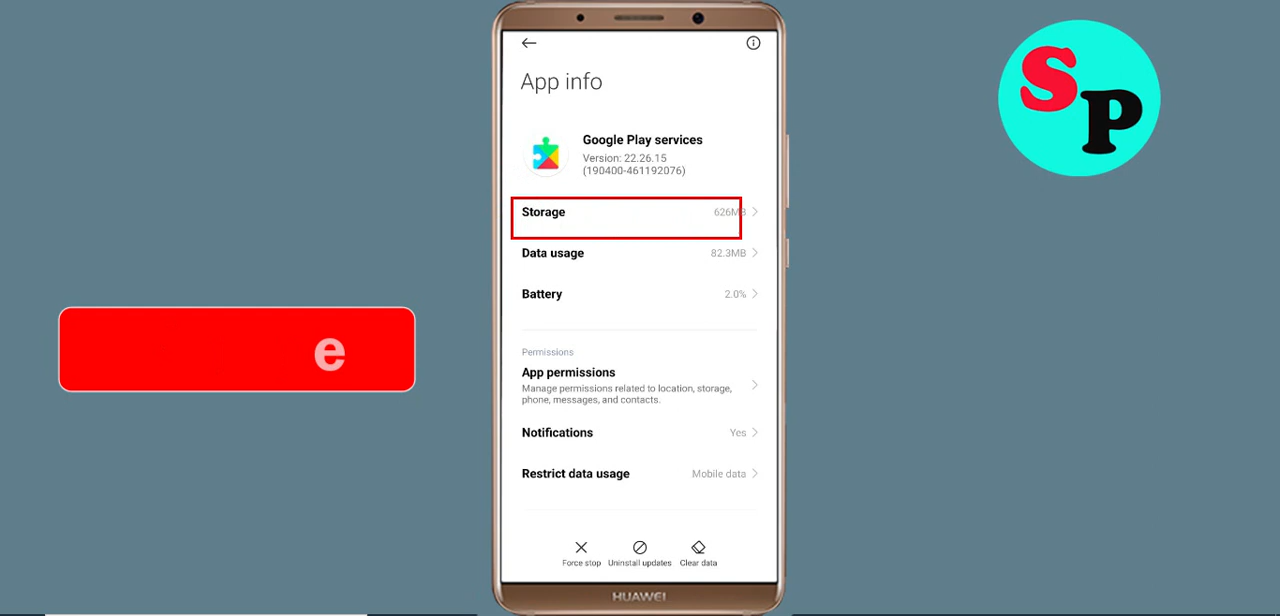 App info
Google Play services
Version: 22.26.15
(190400-461192076)
Storage 626MB
Data usage 82.3MB
Battery 2.0%
Permissions
App permissions
Manage permissions related to location, storage,
phone, messages, and contacts.
Notifications Yes
Restrict data usage Mobile data
Force stop Uninstall updates Clear data
HUAWEI
e
SP